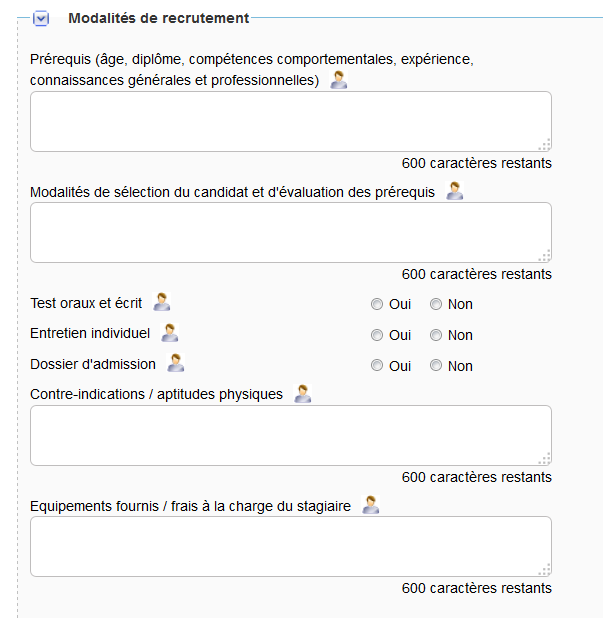 Modalités de recrutement
Prérequis (âge, diplôme, compétences comportementales, expérience,
connaissances générales et professionnelles)
600 caractères restants
Modalités de sélection du candidat et d'évaluation des prérequis
600 caractères restants
Test oraux et écrit Oui Non
Entretien individuel Oui Non
Dossier d'admission Oui Non
Contre-indications / aptitudes physiques
600 caractères restants
Equipements fournis / frais à la charge du stagiaire
600 caractères restants